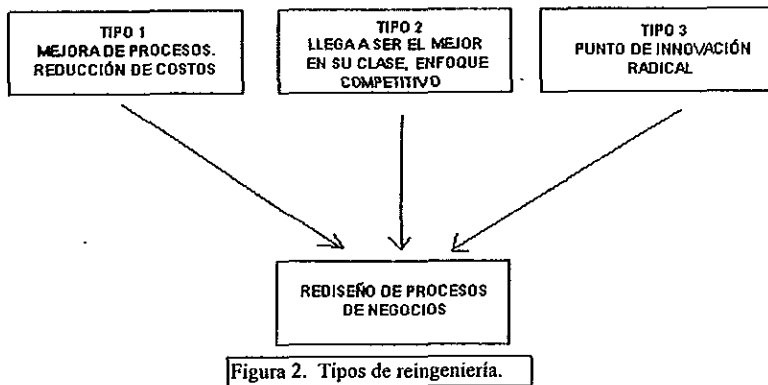 TIPO 1
MEJORA DE PROCESOS.
REDUCCIÓN DE COSTOS
TIPO 2
LLEGA A SER EL MEJOR
EN SU CLASE, ENFOQUE
COMPETITIVO
TIPO 3
PUNTO DE INNOVACIÓN
RADICAL
REDISEÑO DE PROCESOS
DE NEGOCIOS
Figura 2. Tipos de reingeniería.